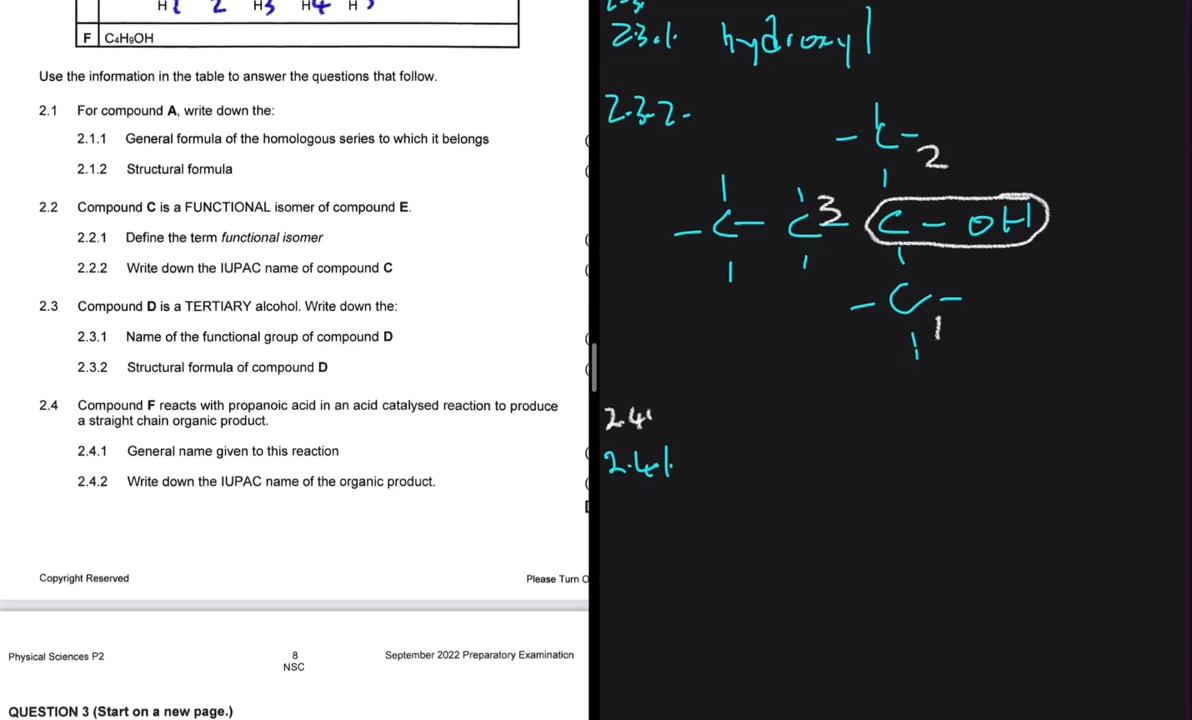 H 1 2 H3 H4 H 5
F C₄H₉OH
Use the information in the table to answer the questions that follow.
2.1 For compound A, write down the:
2.1.1 General formula of the homologous series to which it belongs
2.1.2 Structural formula
2.2 Compound C is a FUNCTIONAL isomer of compound E.
2.2.1 Define the term functional isomer
2.2.2 Write down the IUPAC name of compound C
2.3 Compound D is a TERTIARY alcohol. Write down the:
2.3.1 Name of the functional group of compound D
2.3.2 Structural formula of compound D
2.4 Compound F reacts with propanoic acid in an acid catalysed reaction to produce
a straight chain organic product.
2.4.1 General name given to this reaction
2.4.2 Write down the IUPAC name of the organic product.
Copyright Reserved
Please Turn O
Physical Sciences P2
8
NSC
September 2022 Preparatory Examination
QUESTION 3 (Start on a new page.)
2.3.1. hydroxyl
2.3.2.
- C -
2
- C - C 3 C - OH
- C -
1
2.4
2.4.1.